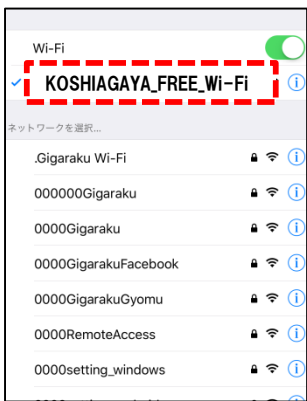 Wi-Fi
KOSHIAGAYA_FREE_Wi-Fi
ネットワークを選択...
.Gigaraku Wi-Fi
000000Gigaraku
0000Gigaraku
0000GigarakuFacebook
0000GigarakuGyomu
0000RemoteAccess
0000setting_windows